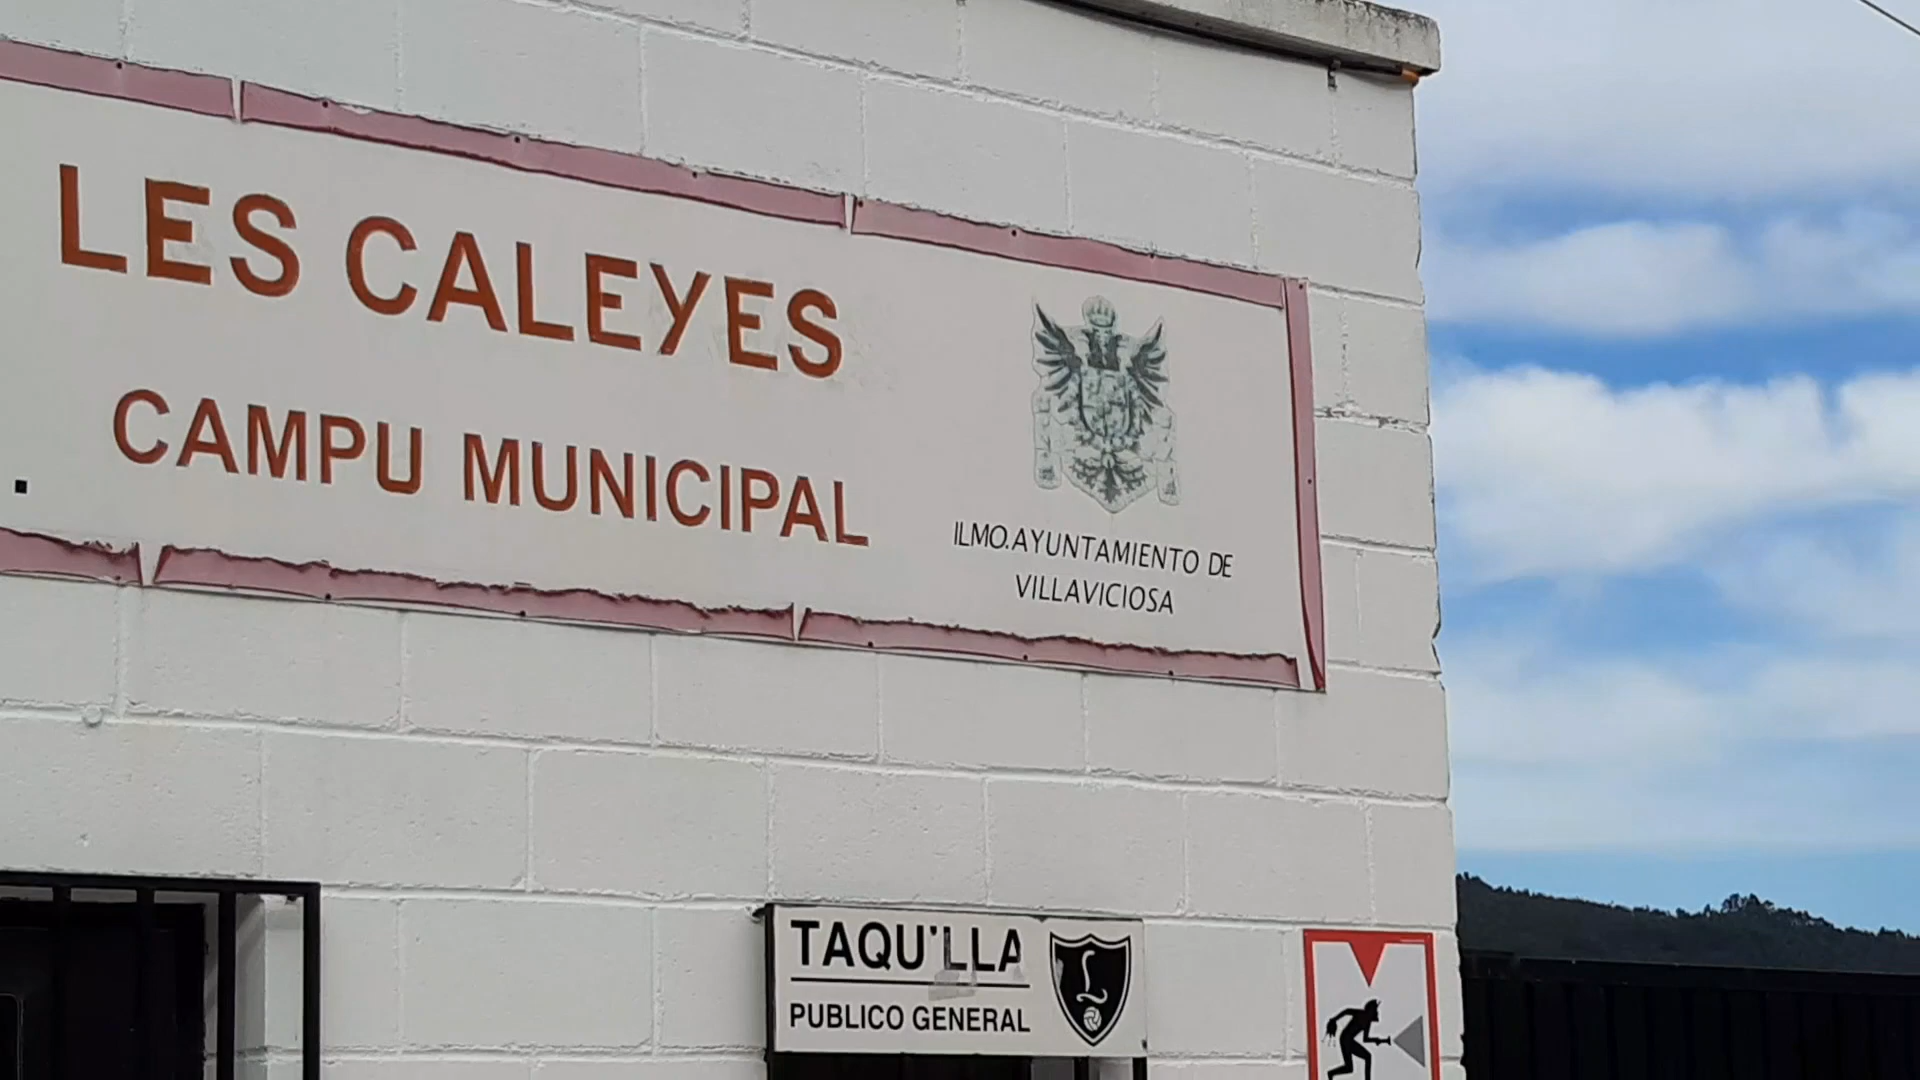 LES CALEYES
CAMPU MUNICIPAL
ILMO.AYUNTAMIENTO DE
VILLAVICIOSA
TAQU'LLA
PUBLICO GENERAL
L